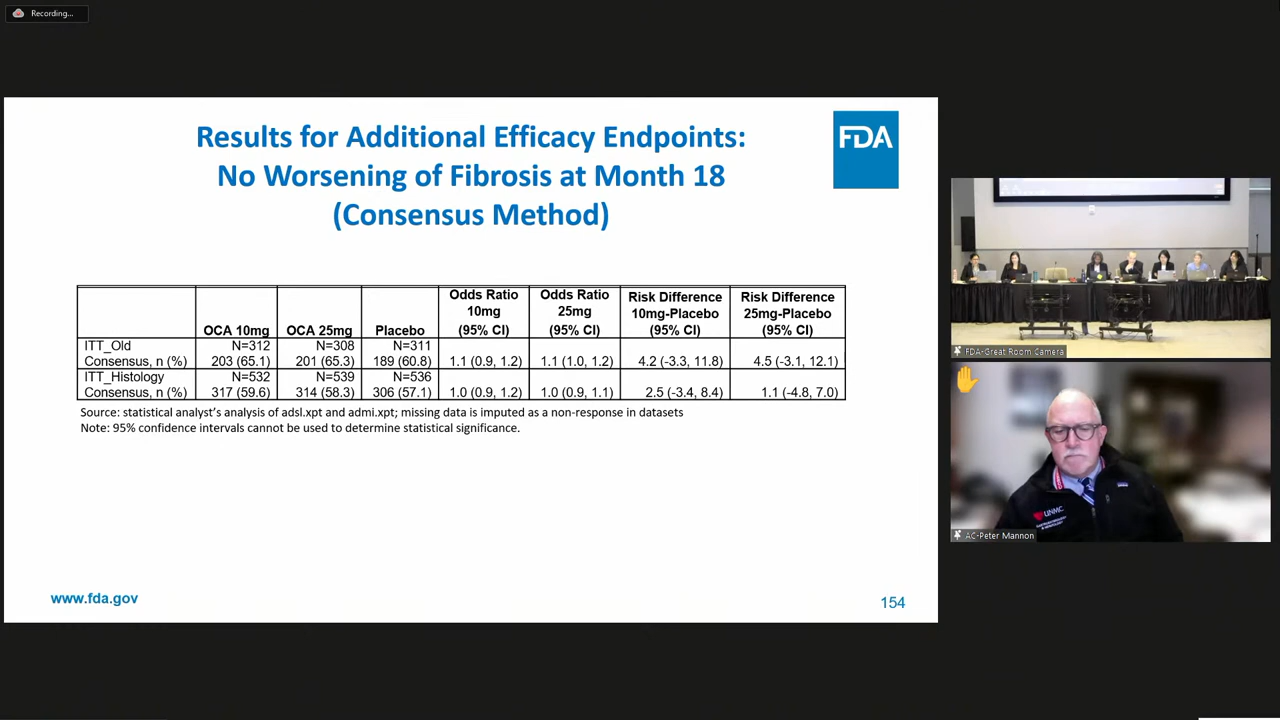 Recording...
Results for Additional Efficacy Endpoints:
No Worsening of Fibrosis at Month 18
(Consensus Method)
FDA
OCA 10mg OCA 25mg Placebo Odds Ratio 10mg (95% CI) Odds Ratio 25mg (95% CI) Risk Difference 10mg-Placebo (95% CI) Risk Difference 25mg-Placebo (95% CI)
ITT_Old N=312 N=308 N=311
Consensus, n (%) 203 (65.1) 201 (65.3) 189 (60.8) 1.1 (0.9, 1.2) 1.1 (1.0, 1.2) 4.2 (-3.3, 11.8) 4.5 (-3.1, 12.1)
ITT_Histology N=532 N=539 N=536
Consensus, n (%) 317 (59.6) 314 (58.3) 306 (57.1) 1.0 (0.9, 1.2) 1.0 (0.9, 1.1) 2.5 (-3.4, 8.4) 1.1 (-4.8, 7.0)
Source: statistical analyst's analysis of adsl.xpt and admi.xpt; missing data is imputed as a non-response in datasets
Note: 95% confidence intervals cannot be used to determine statistical significance.
www.fda.gov
154
FDA-Great Room Camera
UNMC
AC-Peter Mannon